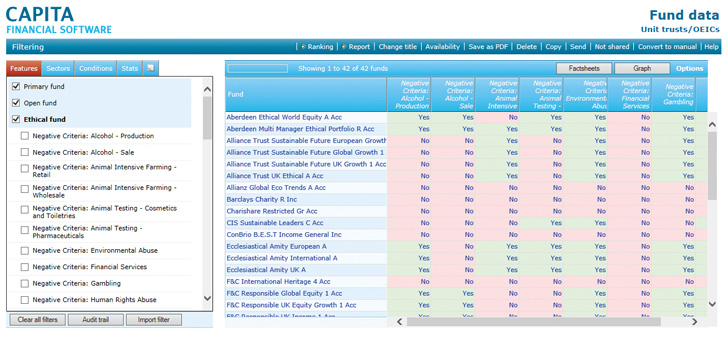 CAPITA
FINANCIAL SOFTWARE
Fund data
Unit trusts/OEICs
Filtering
Ranking | Report | Change title | Availability | Save as PDF | Delete | Copy | Send | Not shared | Convert to manual | Help
Features Sectors Conditions Stats
Primary fund
Open fund
Ethical fund
Negative Criteria: Alcohol - Production
Negative Criteria: Alcohol - Sale
Negative Criteria: Animal Intensive Farming -
Retail
Negative Criteria: Animal Intensive Farming -
Wholesale
Negative Criteria: Animal Testing - Cosmetics
and Toiletries
Negative Criteria: Animal Testing -
Pharmaceuticals
Negative Criteria: Environmental Abuse
Negative Criteria: Financial Services
Negative Criteria: Gambling
Negative Criteria: Human Rights Abuse
Clear all filters Audit trail Import filter
Showing 1 to 42 of 42 funds
Factsheets Graph Options
Fund
Negative
Criteria:
Alcohol -
Production
Negative
Criteria:
Alcohol -
Sale
Negative
Criteria:
Animal
Intensive
Negative
Criteria:
Animal
Testing -
Negative
Criteria:
Environmen
Abus
Negative
Criteria:
Financial
Services
Negative
Criteria:
Gambling
Aberdeen Ethical World Equity A Acc Yes Yes No Yes Yes No Yes
Aberdeen Multi Manager Ethical Portfolio R Acc Yes Yes Yes Yes Yes No Yes
Alliance Trust Sustainable Future European Growth No No Yes Yes Yes No Yes
Alliance Trust Sustainable Future Global Growth 1 No No Yes Yes Yes No Yes
Alliance Trust Sustainable Future UK Growth 1 Acc No No Yes Yes Yes No Yes
Alliance Trust UK Ethical A Acc No No Yes Yes Yes No Yes
Allianz Global Eco Trends A Acc No No No No No No No
Barclays Charity R Inc No No No No No No No
Charishare Restricted Gr Acc No No No No No No No
CIS Sustainable Leaders C Acc No No No Yes Yes No No
ConBrio B.E.S.T Income General Inc No No No No No No No
Ecclesiastical Amity European A Yes No Yes Yes Yes No Yes
Ecclesiastical Amity International A Yes No Yes Yes Yes No Yes
Ecclesiastical Amity UK A Yes No Yes Yes Yes No Yes
F&C International Heritage 4 Acc No No No No No No No
F&C Responsible Global Equity 1 Acc Yes Yes No Yes Yes No Yes
F&C Responsible UK Equity Growth 1 Acc Yes Yes No Yes Yes No Yes